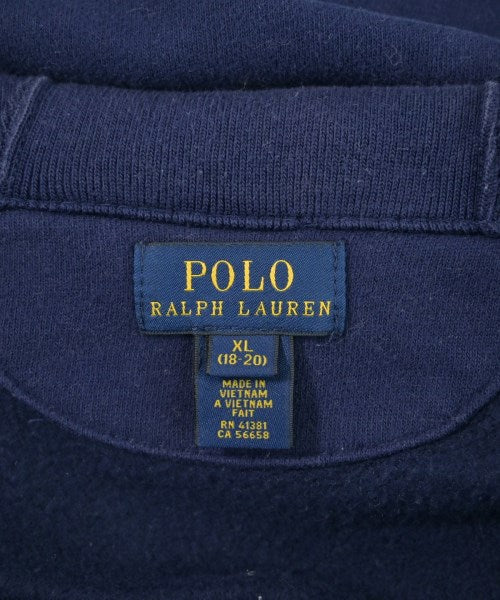 POLO
RALPH LAUREN
XL
(18-20)
MADE IN
VIETNAM
A VIETNAM
FAIT
RN 41381
CA 56658